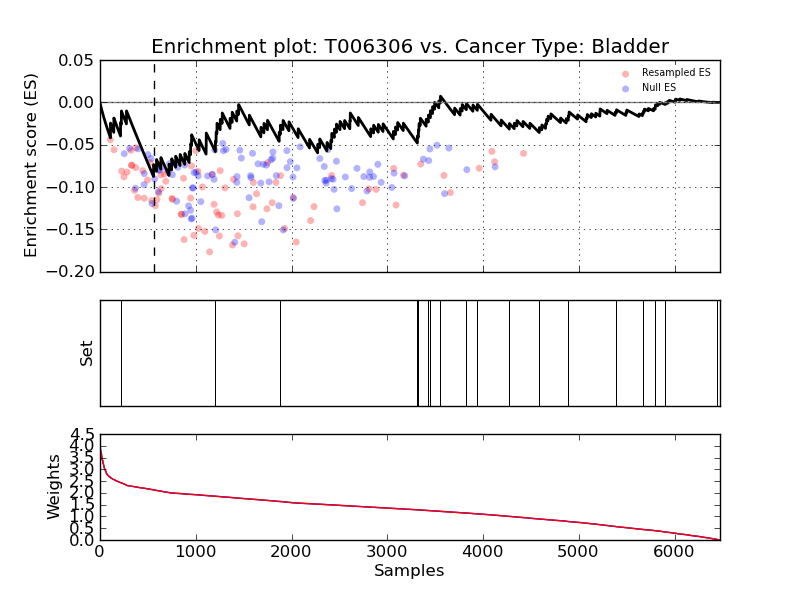 Enrichment plot: T006306 vs. Cancer Type: Bladder
Enrichment score (ES)
0.05
0.00
−0.05
−0.10
−0.15
−0.20
Resampled ES
Null ES
Set
Weights
4.5
4.0
3.5
3.0
2.5
2.0
1.5
1.0
0.5
0.0
0 1000 2000 3000 4000 5000 6000
Samples